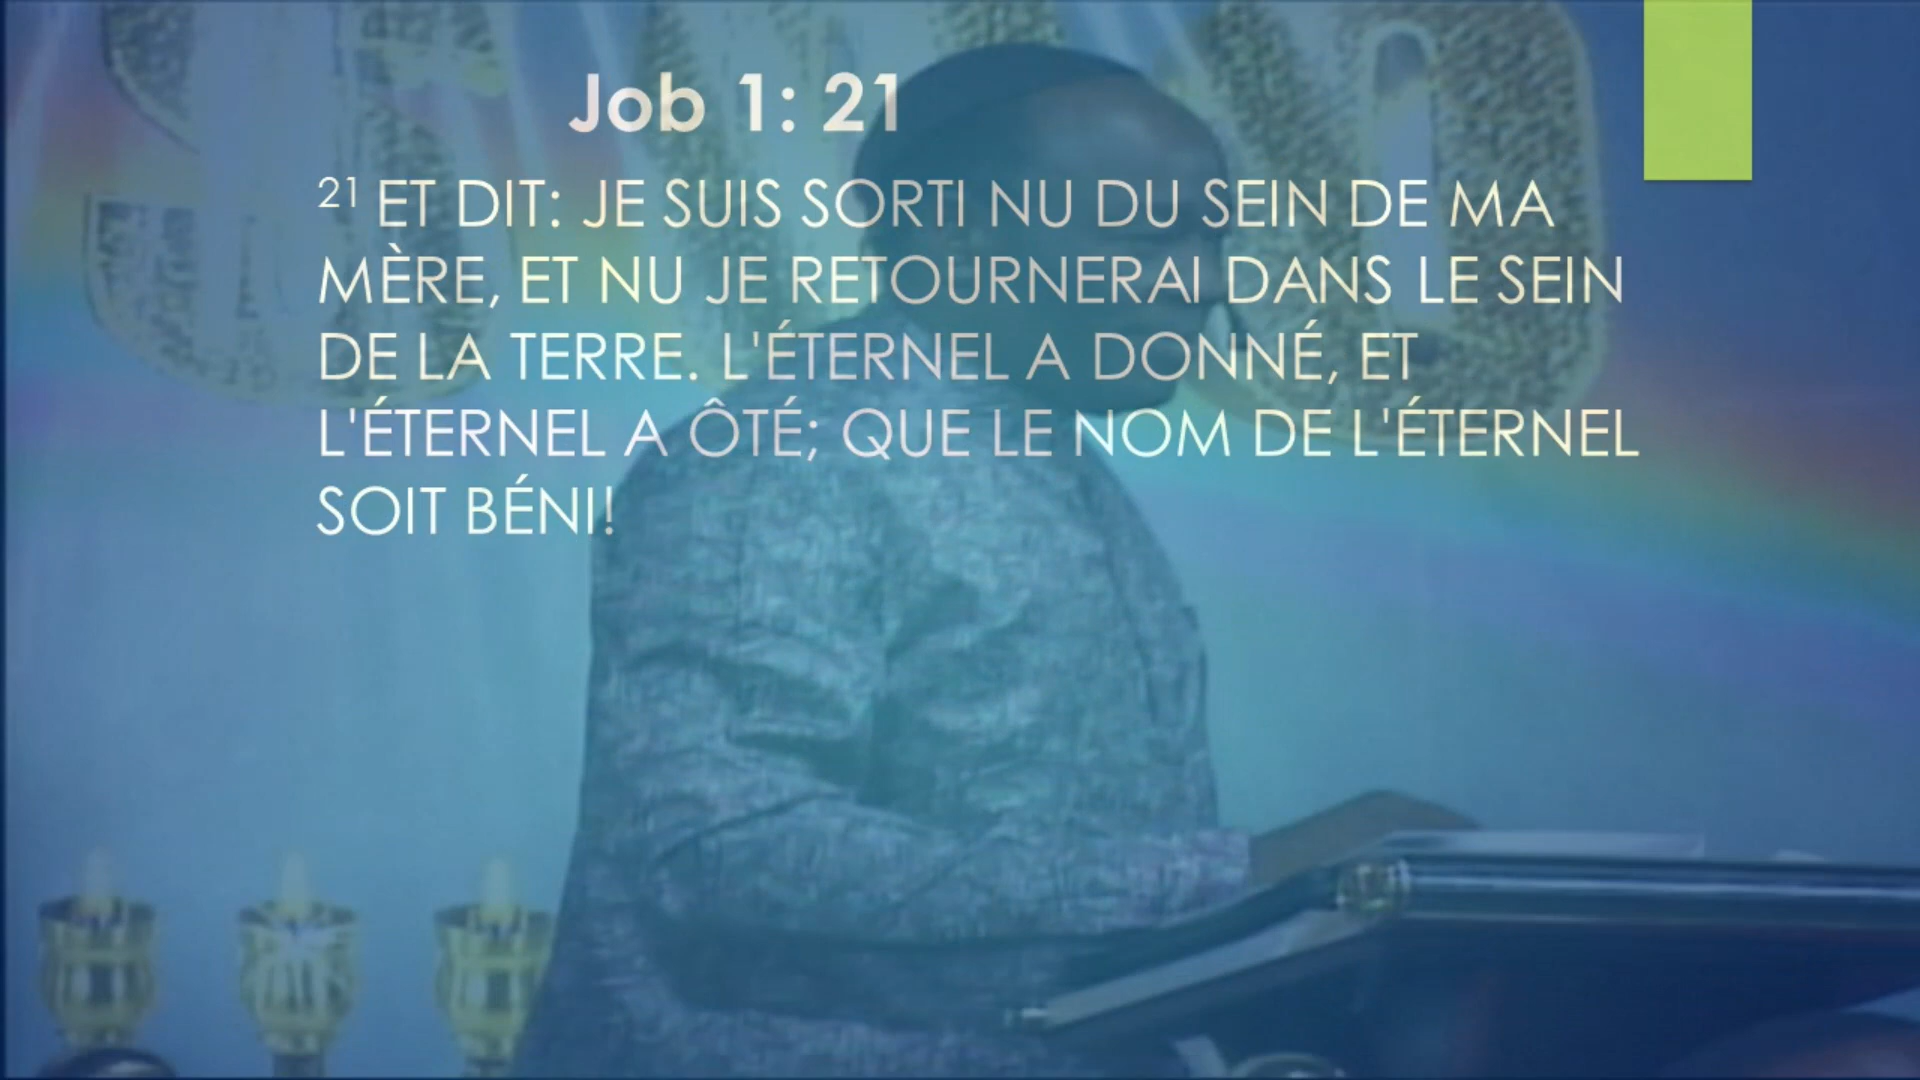 Job 1: 21
21 ET DIT: JE SUIS SORTI NU DU SEIN DE MA
MÈRE, ET NU JE RETOURNERAI DANS LE SEIN
DE LA TERRE. L'ÉTERNEL A DONNÉ, ET
L'ÉTERNEL A ÔTÉ; QUE LE NOM DE L'ÉTERNEL
SOIT BÉNI!